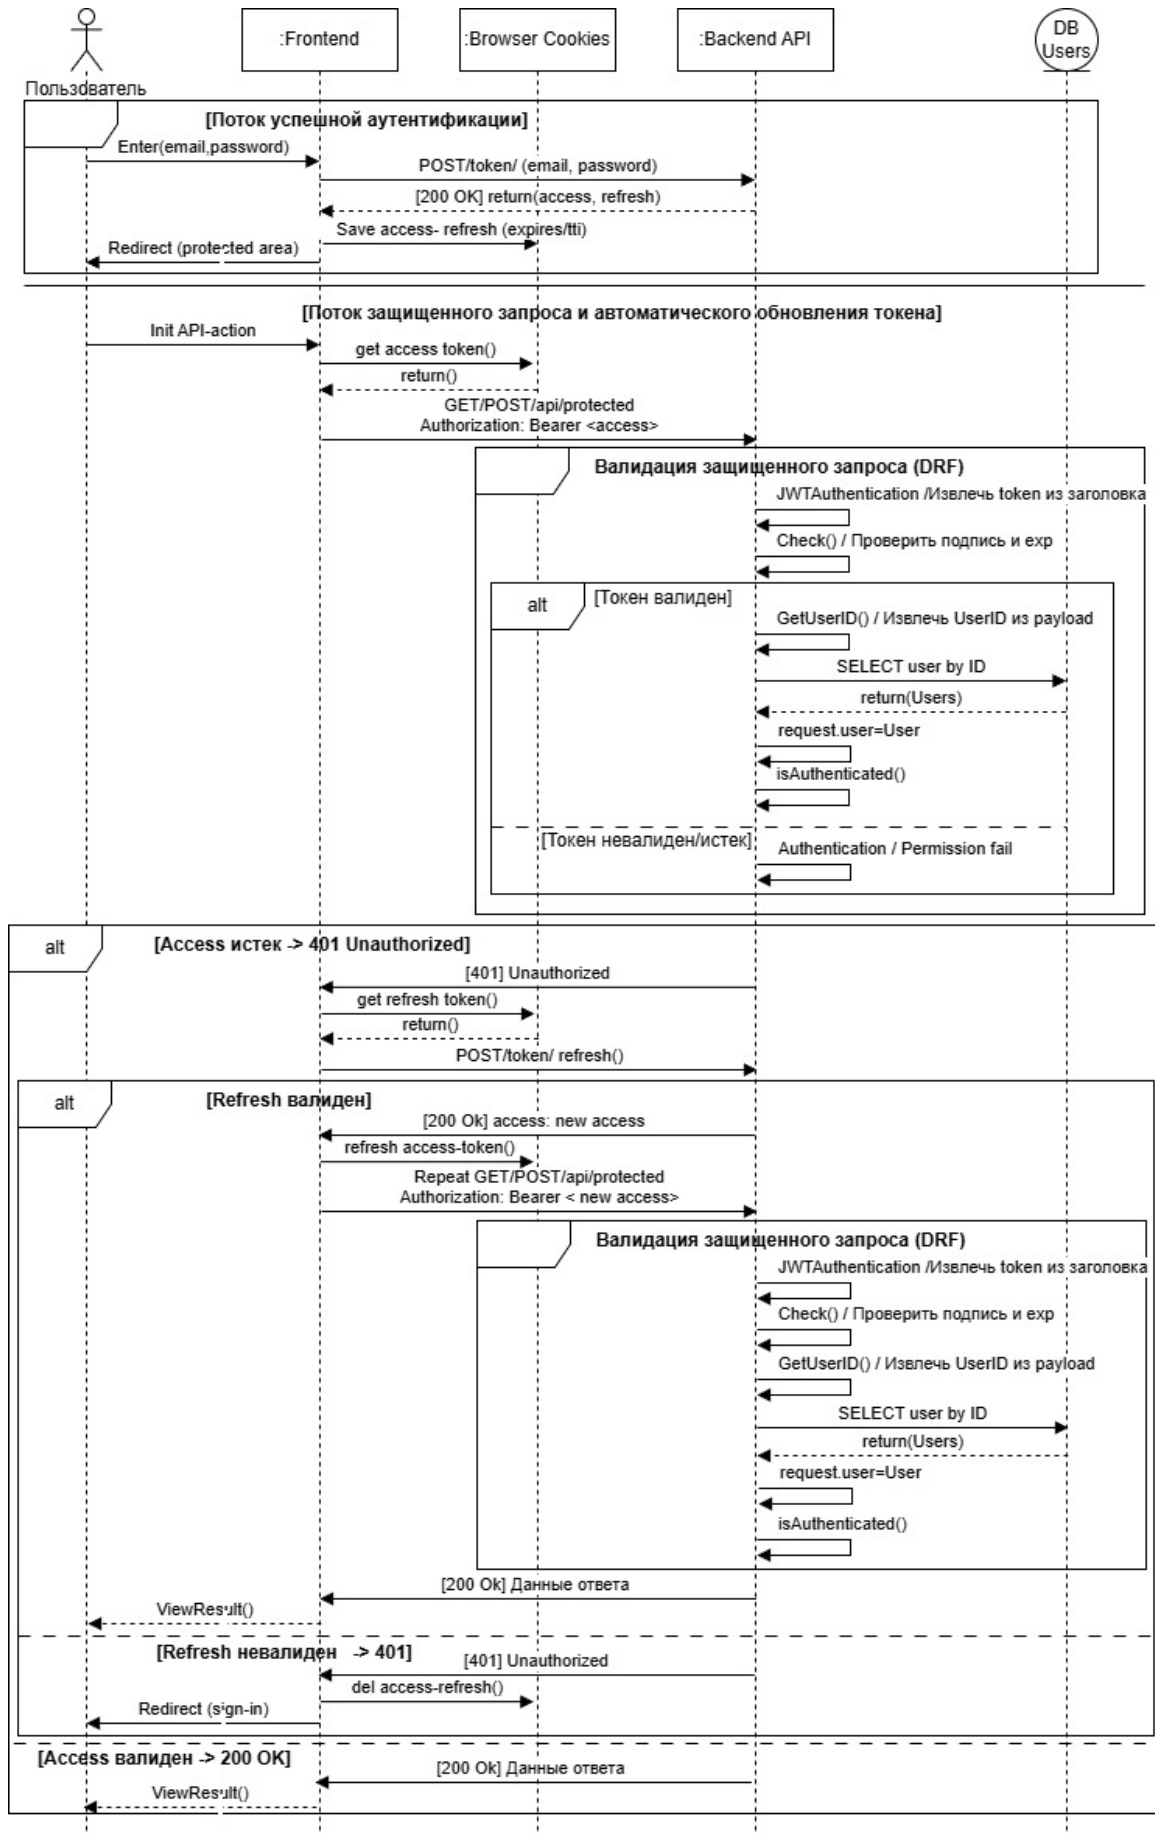 :Frontend
:Browser Cookies
:Backend API
DB
Users
Пользователь
[Поток успешной аутентификации]
Enter(email,password)
POST/token/ (email, password)
[200 OK] return(access, refresh)
Save access- refresh (expires/tti)
Redirect (protected area)
[Поток защищенного запроса и автоматического обновления токена]
Init API-action
get access token()
return()
GET/POST/api/protected
Authorization: Bearer <access>
Валидация защищенного запроса (DRF)
JWTAuthentication /Извлечь token из заголовка
Check() / Проверить подпись и exp
alt
[Токен валиден]
GetUserID() / Извлечь UserID из payload
SELECT user by ID
return(Users)
request.user=User
isAuthenticated()
[Токен невалиден/истек]
Authentication / Permission fail
alt
[Access истек -> 401 Unauthorized]
[401] Unauthorized
get refresh token()
return()
POST/token/ refresh()
alt
[Refresh валиден]
[200 Ok] access: new access
refresh access-token()
Repeat GET/POST/api/protected
Authorization: Bearer < new access>
Валидация защищенного запроса (DRF)
JWTAuthentication /Извлечь token из заголовка
Check() / Проверить подпись и exp
GetUserID() / Извлечь UserID из payload
SELECT user by ID
return(Users)
request.user=User
isAuthenticated()
[200 Ok] Данные ответа
ViewResult()
[Refresh невалиден -> 401]
[401] Unauthorized
del access-refresh()
Redirect (sign-in)
[Access валиден -> 200 OK]
[200 Ok] Данные ответа
ViewResult()